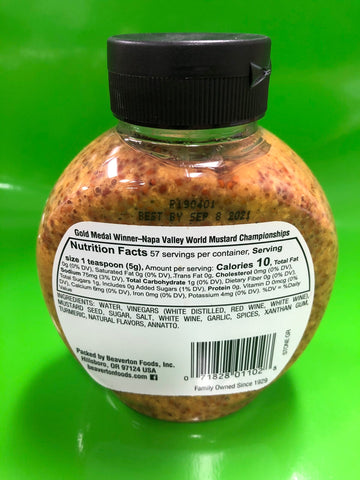 P190401
BEST BY SEP 8 2021
Gold Medal Winner–Napa Valley World Mustard Championships
Nutrition Facts 57 servings per container, Serving
size 1 teaspoon (5g), Amount per serving: Calories 10, Total Fat
0g (0% DV), Saturated Fat 0g (0% DV), Trans Fat 0g, Cholesterol 0mg (0% DV),
Sodium 75mg (3% DV), Total Carbohydrate 1g (0% DV), Dietary Fiber 0g (0% DV),
Total Sugars 1g, Includes 0g Added Sugars (1% DV), Protein 0g, Vitamin D 0mcg (0%
DV), Calcium 6mg (0% DV), Iron 0mg (0% DV), Potassium 4mg (0% DV). %DV = %Daily
Value
INGREDIENTS: WATER, VINEGARS (WHITE DISTILLED, RED WINE, WHITE WINE),
MUSTARD SEED, SUGAR, SALT, WHITE WINE, GARLIC, SPICES, XANTHAN GUM,
TURMERIC, NATURAL FLAVORS, ANNATTO.
Packed by Beaverton Foods, Inc.
Hillsboro, OR 97124 USA
beavertonfoods.com
STONE.GR
0 71828 01102 8
Family Owned Since 1929